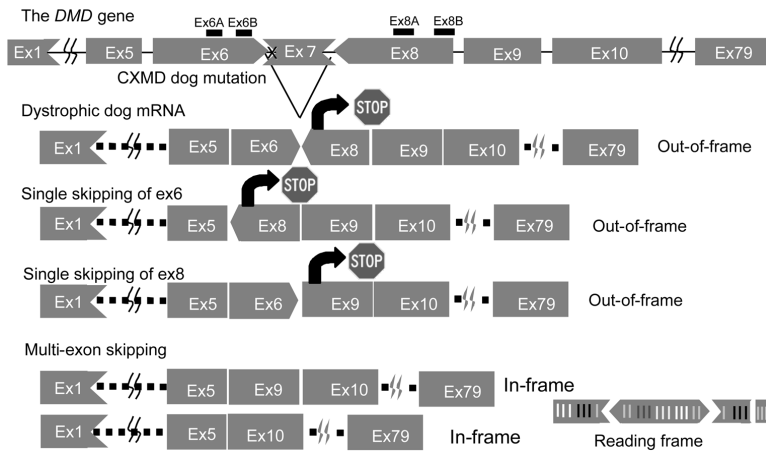 The DMD gene
Ex6A Ex6B Ex8A Ex8B
Ex1 Ex5 Ex6 Ex 7 Ex8 Ex9 Ex10 Ex79
CXMD dog mutation
Dystrophic dog mRNA
STOP
Ex1 Ex5 Ex6 Ex8 Ex9 Ex10 Ex79 Out-of-frame
Single skipping of ex6
STOP
Ex1 Ex5 Ex8 Ex9 Ex10 Ex79 Out-of-frame
Single skipping of ex8
STOP
Ex1 Ex5 Ex6 Ex9 Ex10 Ex79 Out-of-frame
Multi-exon skipping
Ex1 Ex5 Ex9 Ex10 Ex79 In-frame
Ex1 Ex5 Ex10 Ex79 In-frame
Reading frame